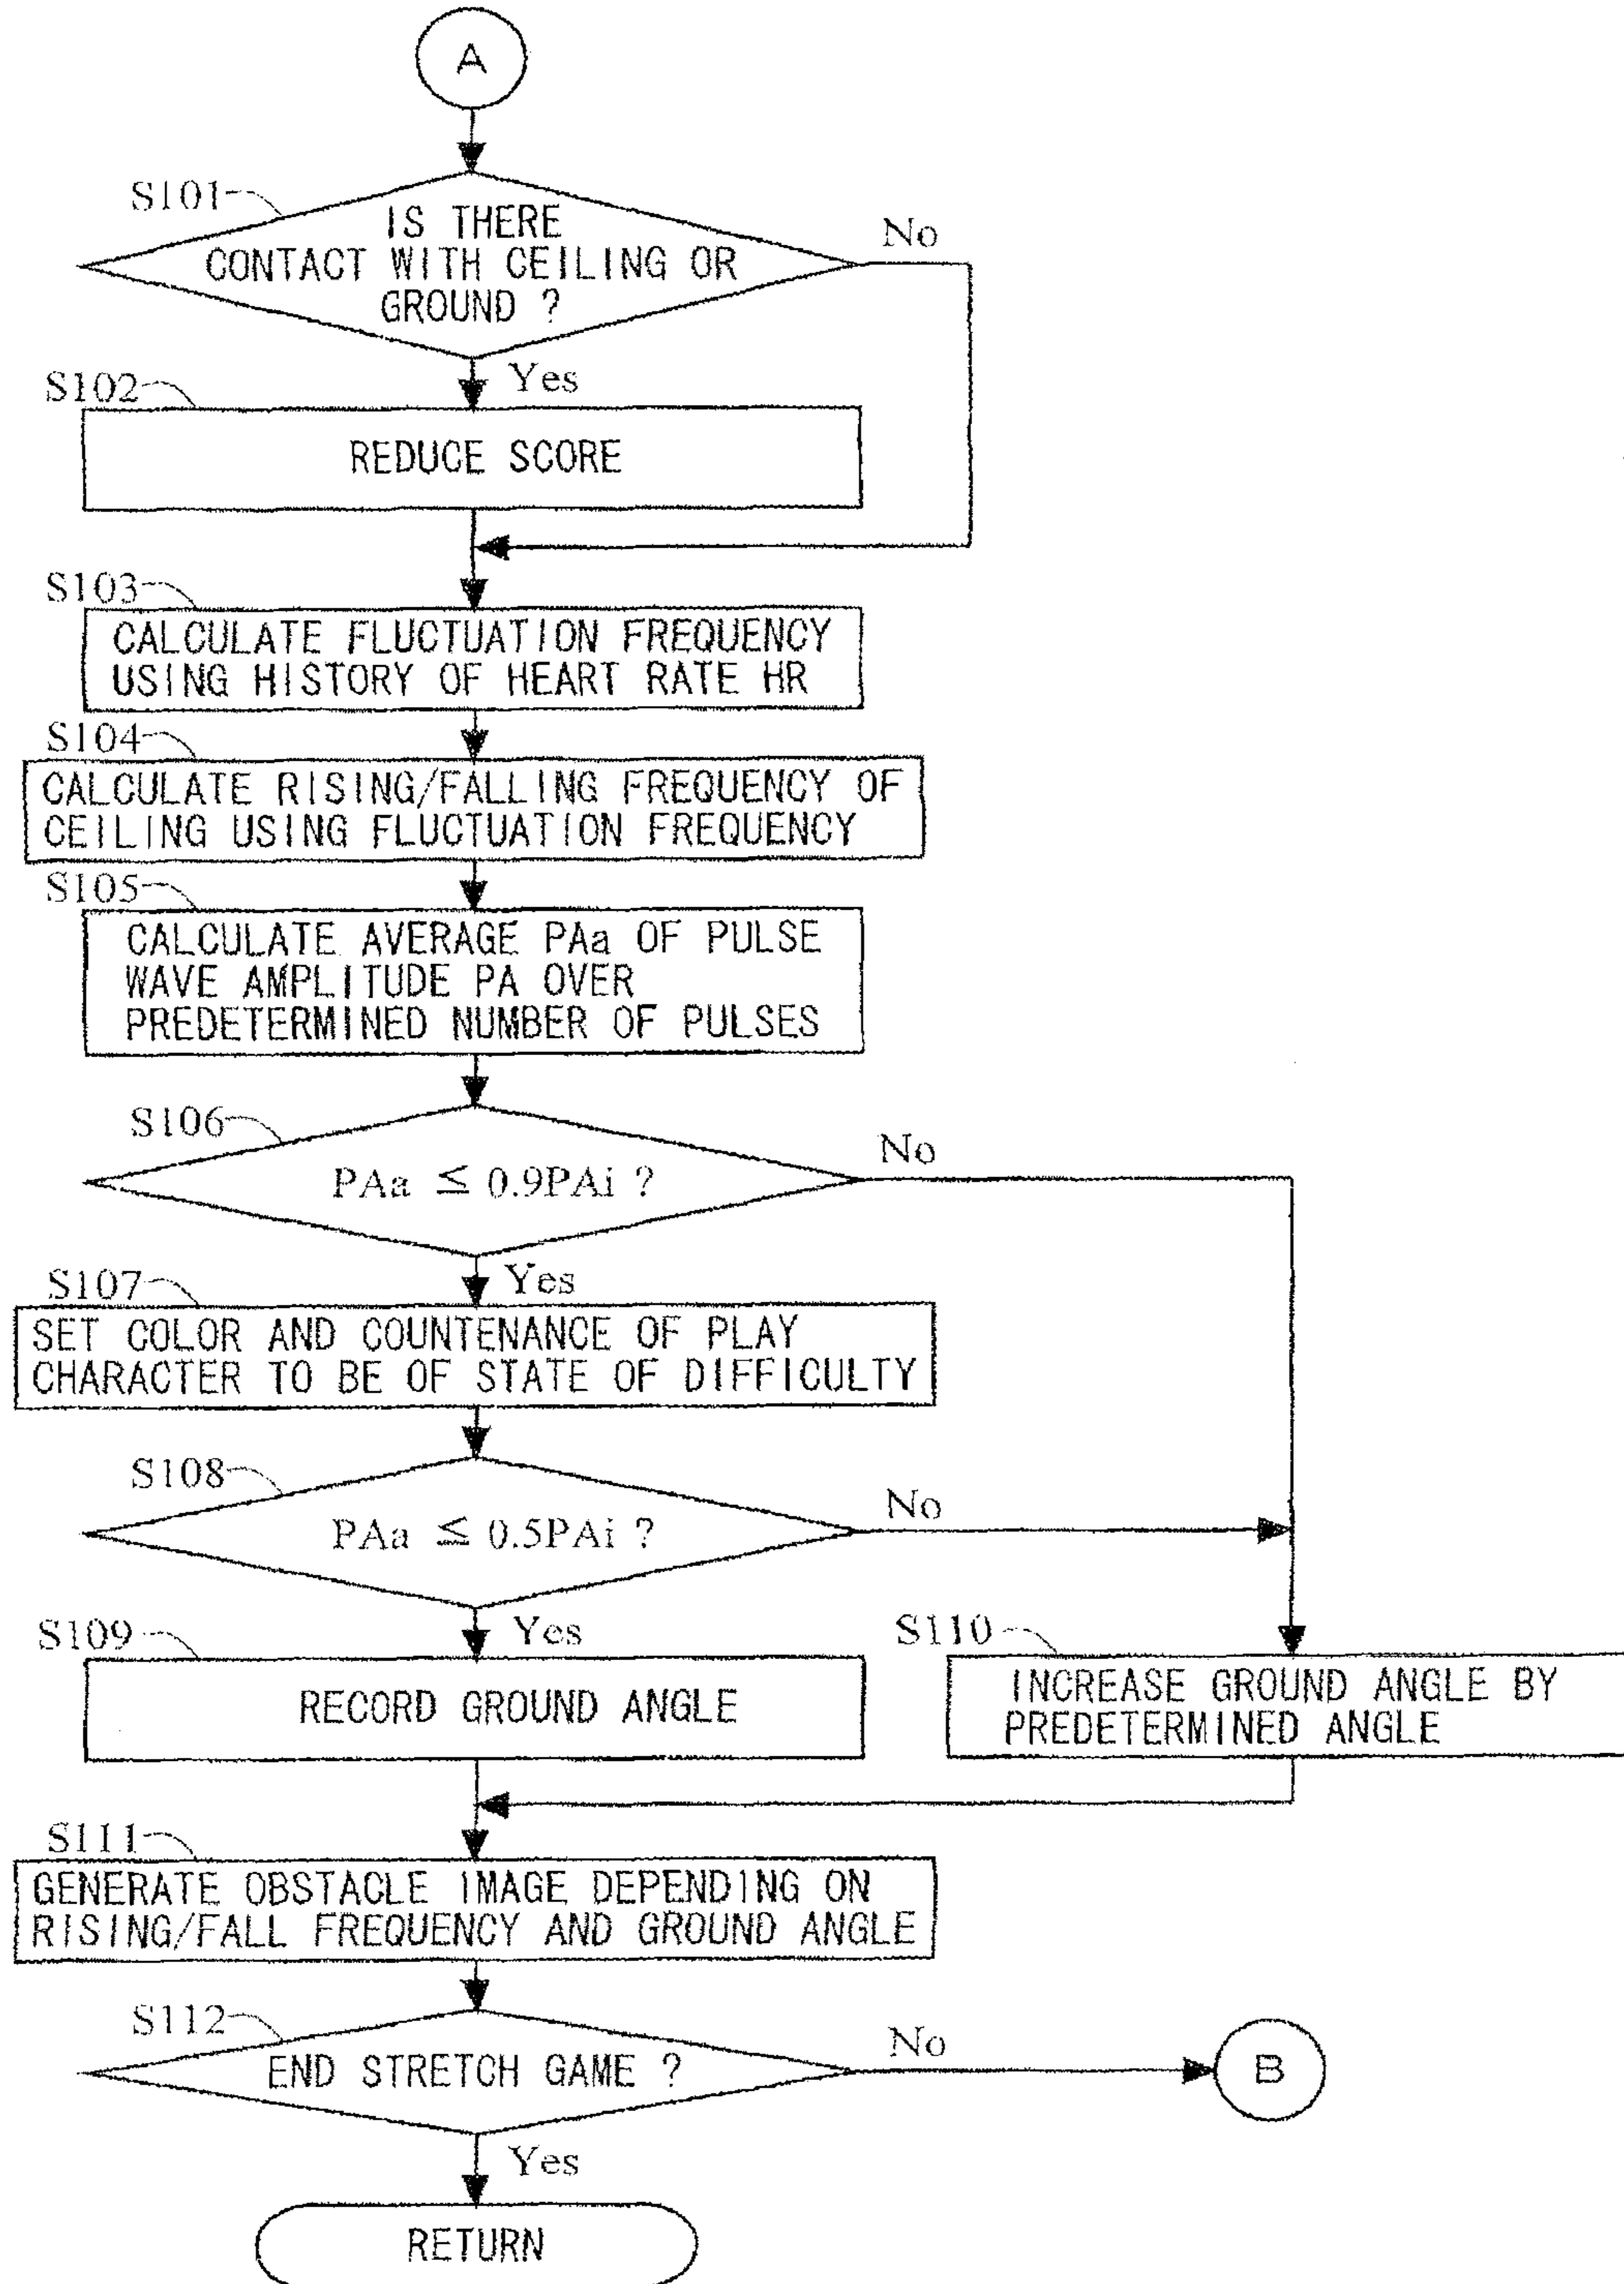 A
S101
IS THERE
CONTACT WITH CEILING OR
GROUND ?
No
Yes
S102
REDUCE SCORE
S103
CALCULATE FLUCTUATION FREQUENCY
USING HISTORY OF HEART RATE HR
S104
CALCULATE RISING/FALLING FREQUENCY OF
CEILING USING FLUCTUATION FREQUENCY
S105
CALCULATE AVERAGE PAa OF PULSE
WAVE AMPLITUDE PA OVER
PREDETERMINED NUMBER OF PULSES
S106
PAa ≦ 0.9PAi ?
No
Yes
S107
SET COLOR AND COUNTENANCE OF PLAY
CHARACTER TO BE OF STATE OF DIFFICULTY
S108
PAa ≦ 0.5PAi ?
No
Yes
S109
RECORD GROUND ANGLE
S110
INCREASE GROUND ANGLE BY
PREDETERMINED ANGLE
S111
GENERATE OBSTACLE IMAGE DEPENDING ON
RISING/FALL FREQUENCY AND GROUND ANGLE
S112
END STRETCH GAME ?
No
B
Yes
RETURN